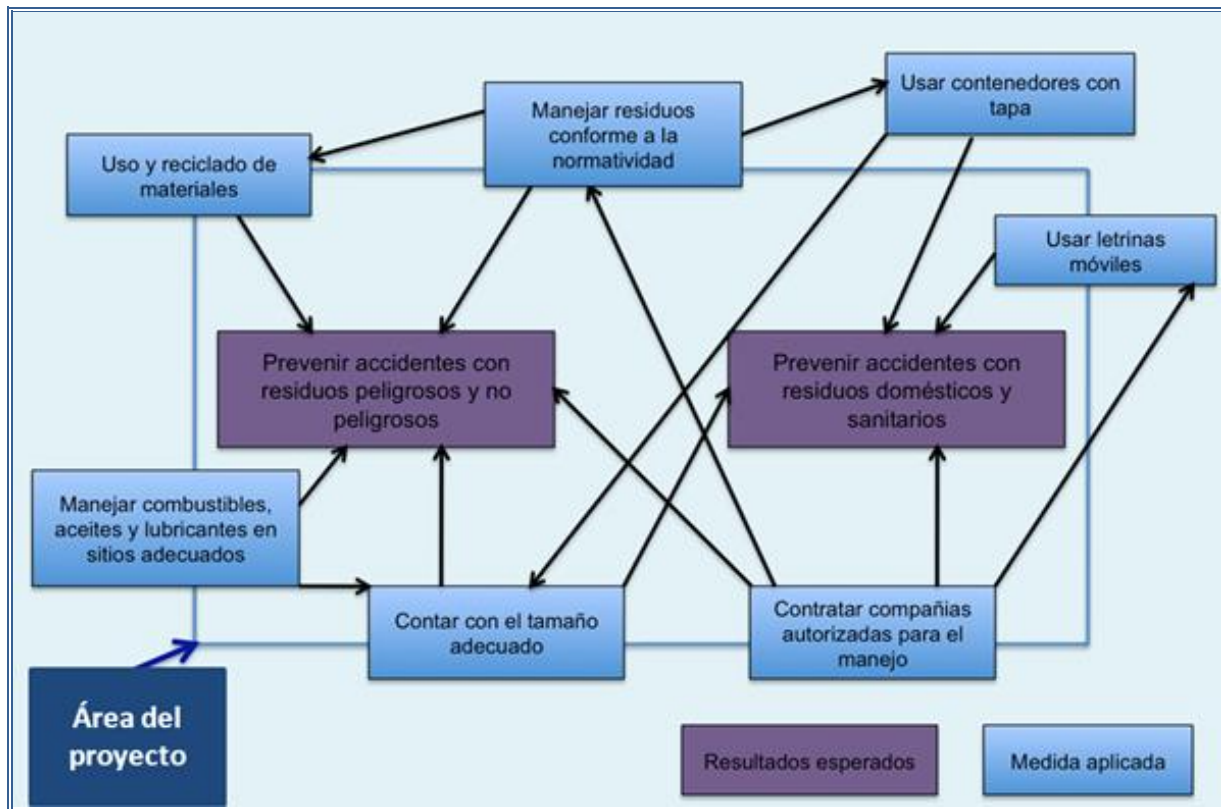 Usar contenedores con
tapa
Manejar residuos
conforme a la
normatividad
Uso y reciclado de
materiales
Usar letrinas
móviles
Prevenir accidentes con
residuos peligrosos y no
peligrosos
Prevenir accidentes con
residuos domésticos y
sanitarios
Manejar combustibles,
aceites y lubricantes en
sitios adecuados
Contar con el tamaño
adecuado
Contratar compañias
autorizadas para el
manejo
Área del
proyecto
Resultados esperados
Medida aplicada